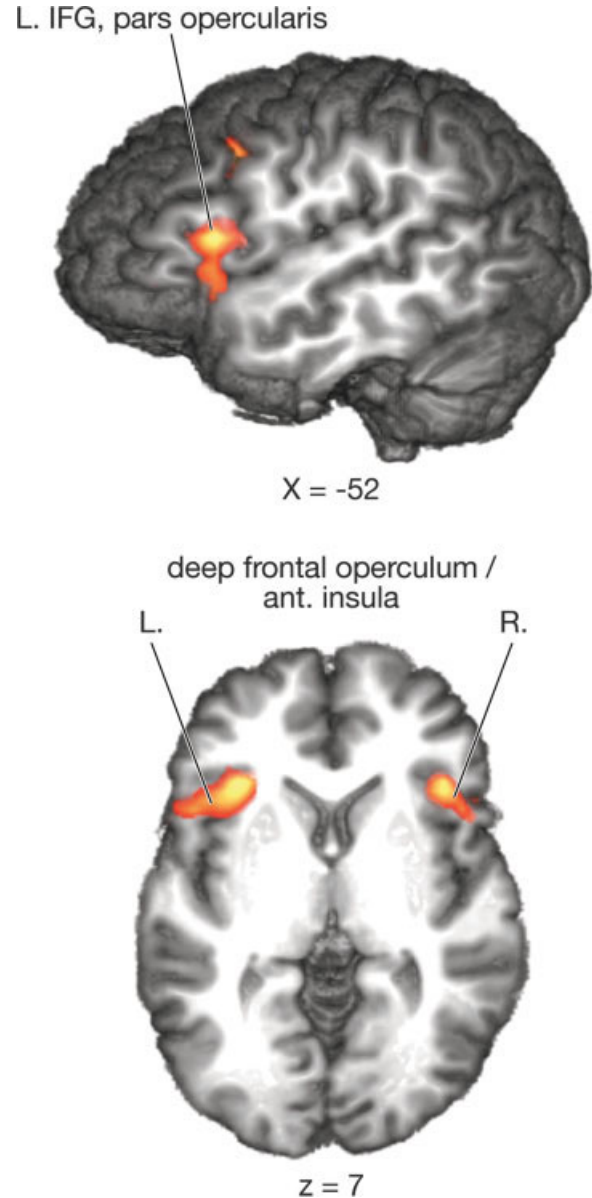 L. IFG, pars opercularis
X = -52
deep frontal operculum /
ant. insula
L.
R.
z = 7